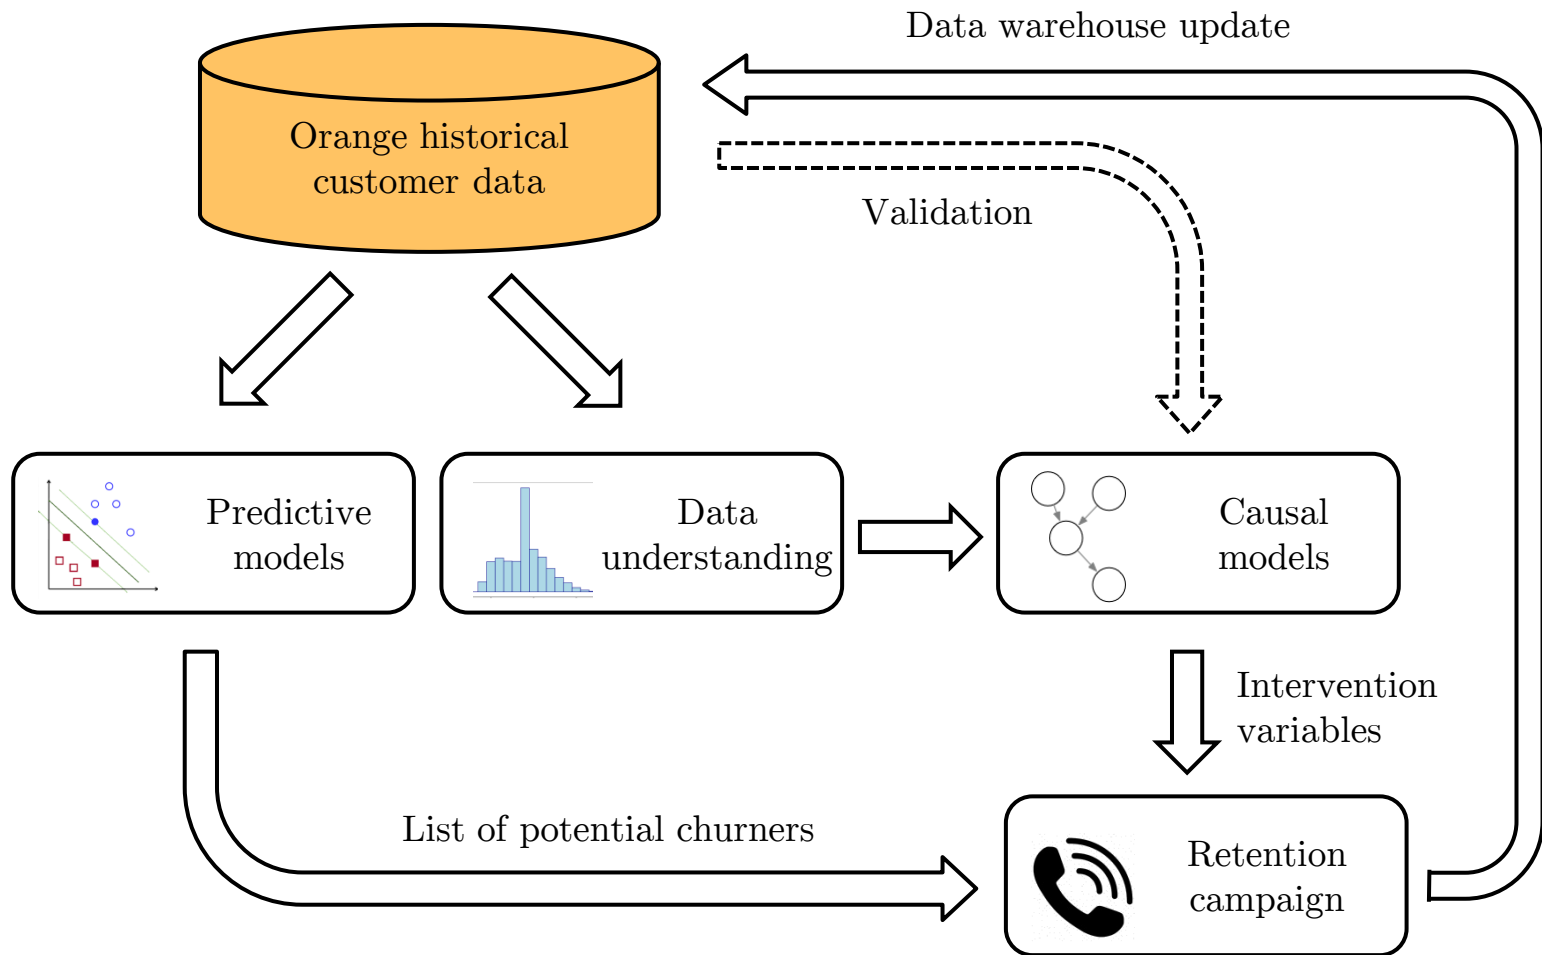 Data warehouse update
Orange historical
customer data
Validation
Predictive
models
Data
understanding
Causal
models
Intervention
variables
List of potential churners
Retention
campaign